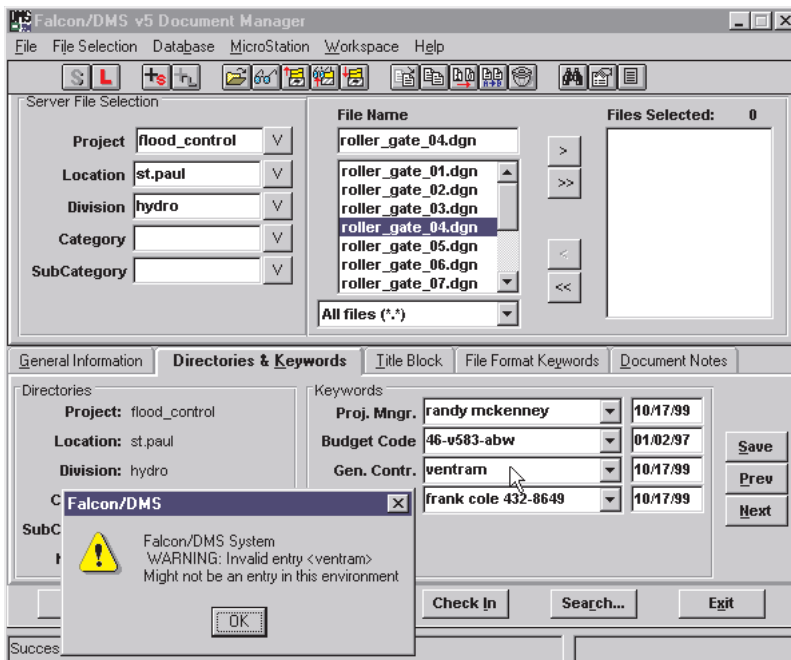 Falcon/DMS v5 Document Manager
File File Selection Database MicroStation Workspace Help
S L +s
Server File Selection
Project flood_control V
Location st.paul V
Division hydro V
Category V
SubCategory V
File Name
roller_gate_04.dgn
roller_gate_01.dgn
roller_gate_02.dgn
roller_gate_03.dgn
roller_gate_04.dgn
roller_gate_05.dgn
roller_gate_06.dgn
roller_gate_07.dgn
All files (*.*)
>
>>
<
<<
Files Selected: 0
General Information Directories & Keywords Title Block File Format Keywords Document Notes
Directories
Project: flood_control
Location: st.paul
Division: hydro
C
SubC
Keywords
Proj. Mngr. randy mckenney 10/17/99
Budget Code 46-v583-abw 01/02/97
Gen. Contr. ventram 10/17/99
frank cole 432-8649 10/17/99
Save
Prev
Next
Falcon/DMS
Falcon/DMS System
WARNING: Invalid entry <ventram>
Might not be an entry in this environment
OK
Check In Search... Exit
Succes